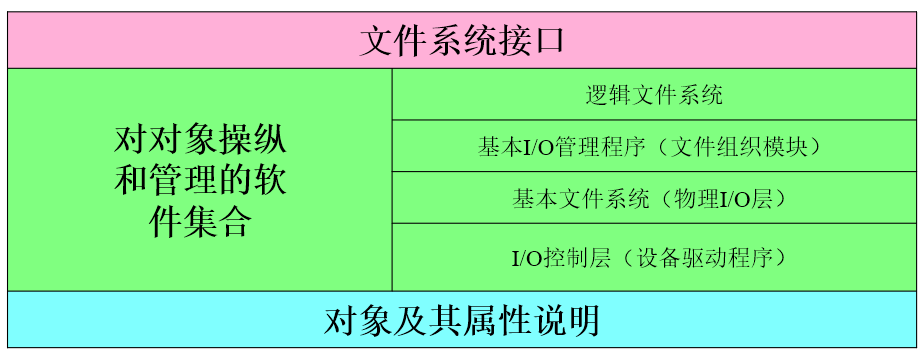 文件系统接口
对对象操纵
和管理的软
件集合
逻辑文件系统
基本I/O管理程序（文件组织模块）
基本文件系统（物理I/O层）
I/O控制层（设备驱动程序）
对象及其属性说明